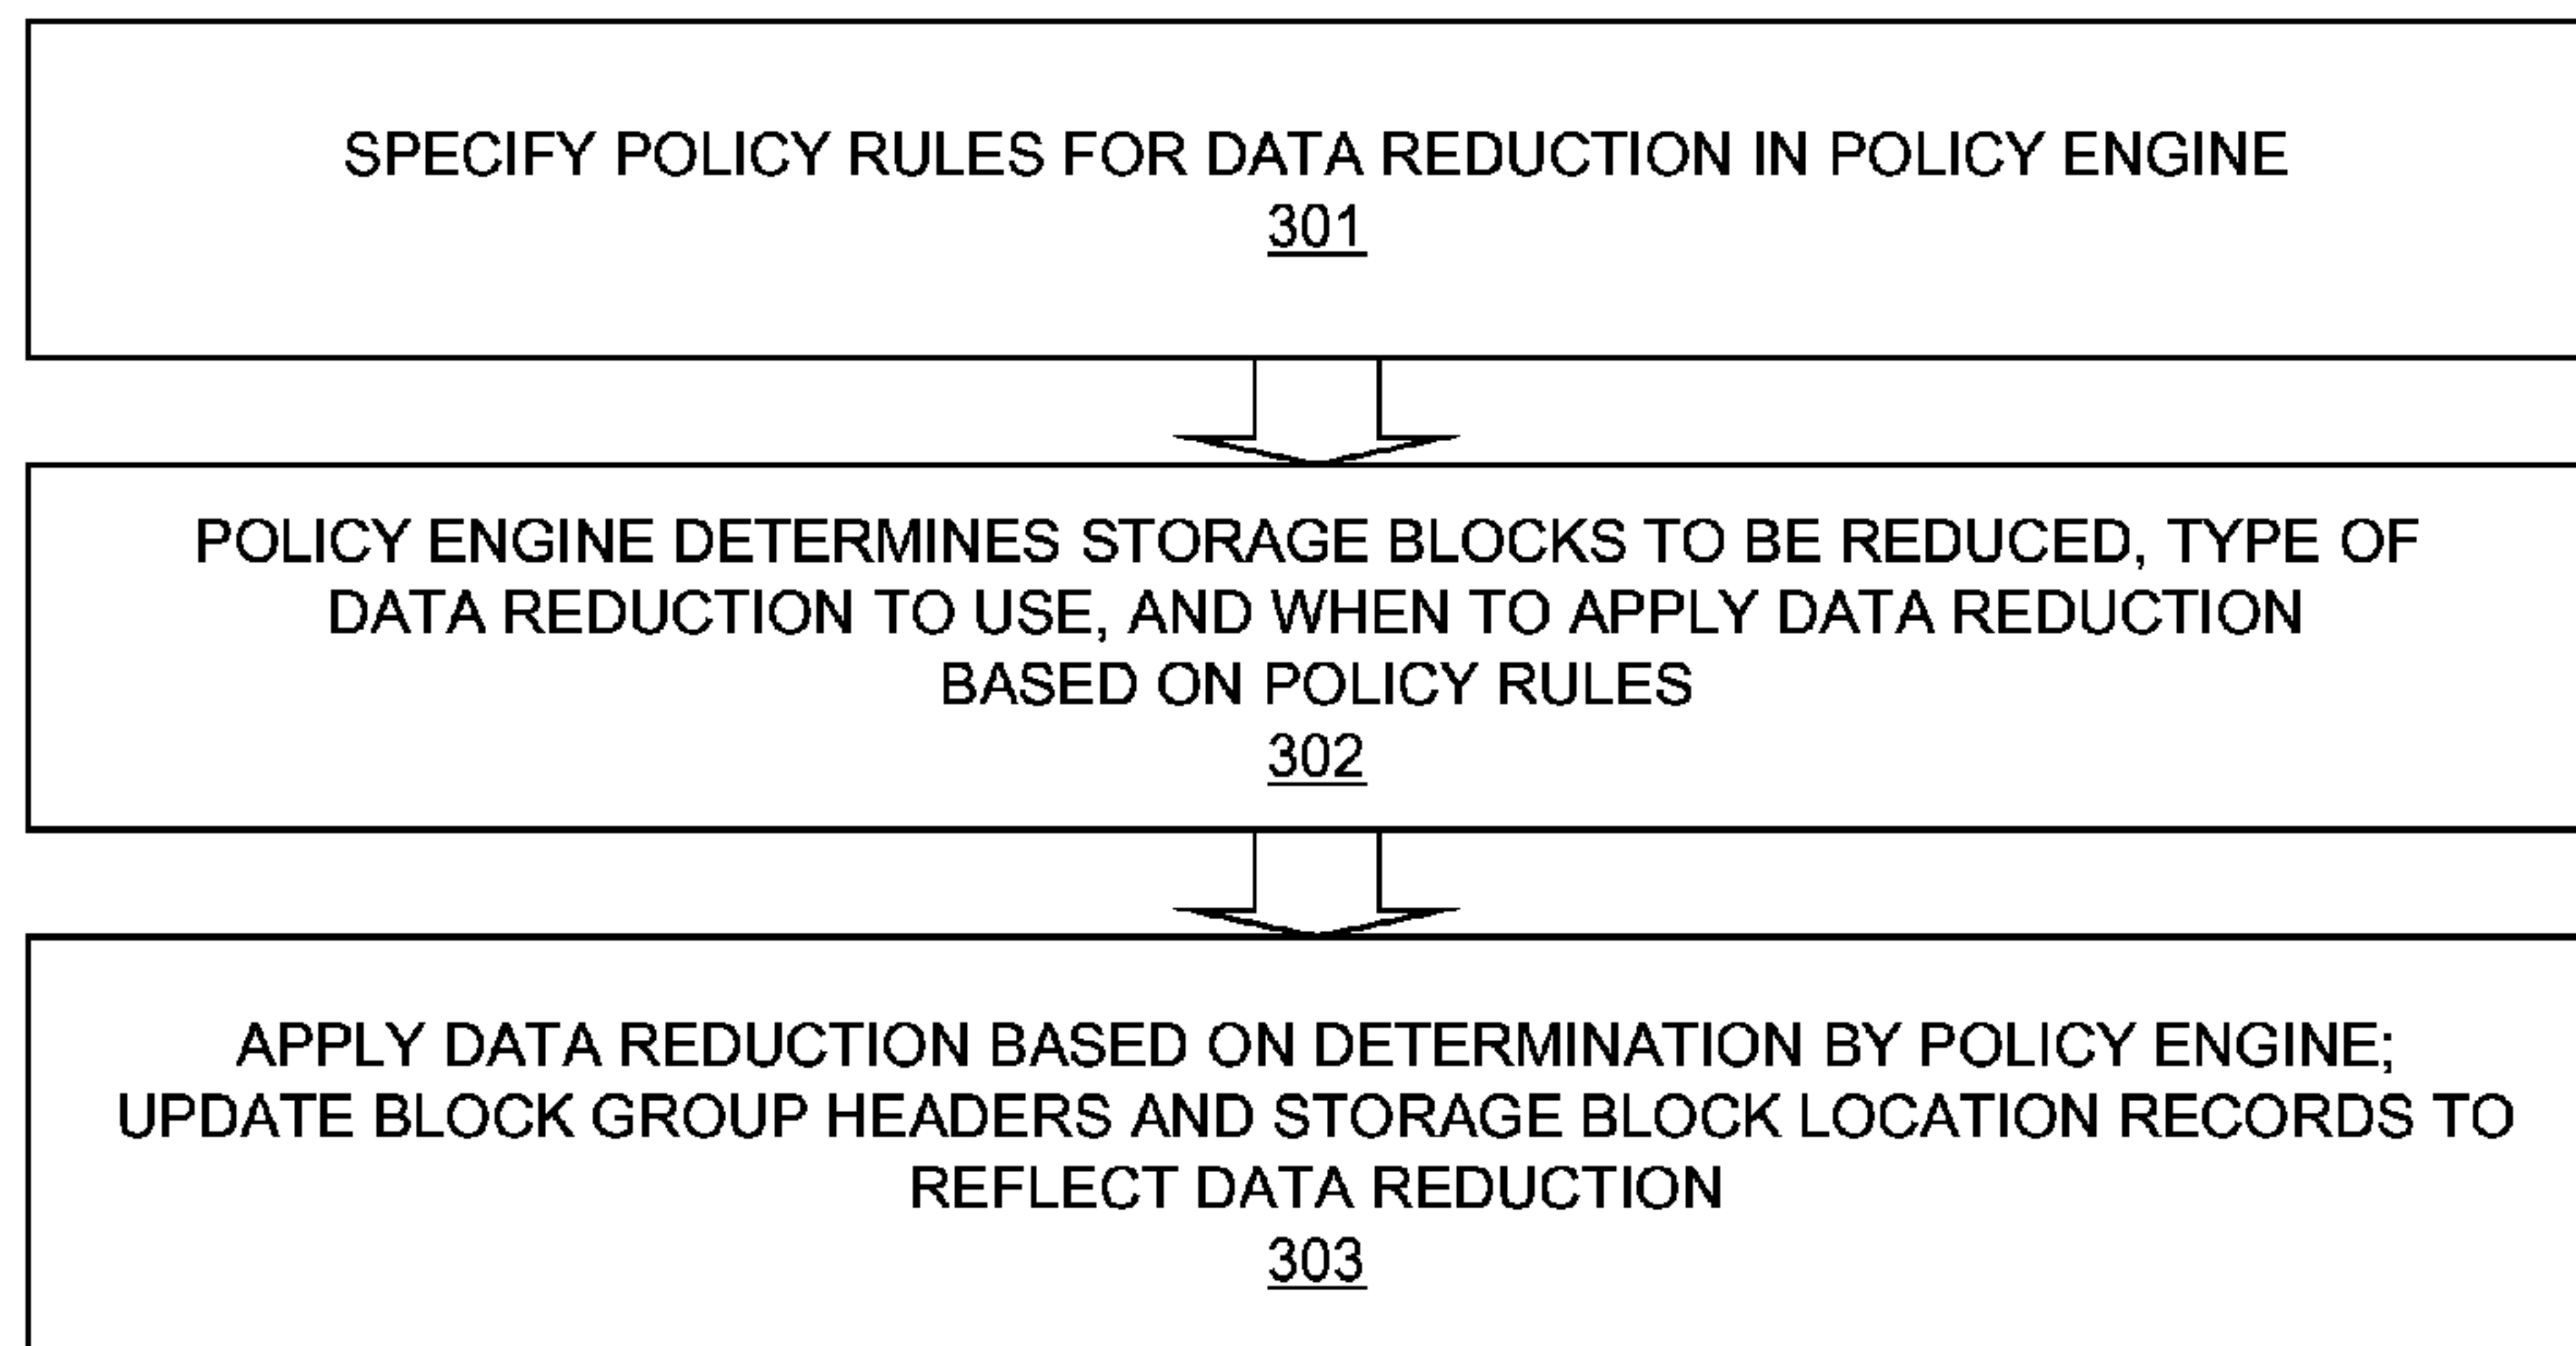 SPECIFY POLICY RULES FOR DATA REDUCTION IN POLICY ENGINE
301
POLICY ENGINE DETERMINES STORAGE BLOCKS TO BE REDUCED, TYPE OF
DATA REDUCTION TO USE, AND WHEN TO APPLY DATA REDUCTION
BASED ON POLICY RULES
302
APPLY DATA REDUCTION BASED ON DETERMINATION BY POLICY ENGINE;
UPDATE BLOCK GROUP HEADERS AND STORAGE BLOCK LOCATION RECORDS TO
REFLECT DATA REDUCTION
303